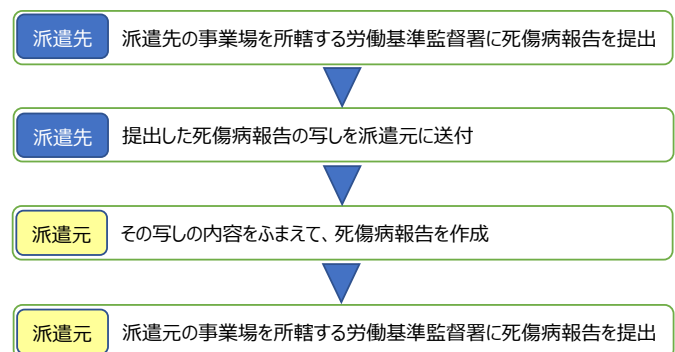 派遣先 派遣先の事業場を所轄する労働基準監督署に死傷病報告を提出
派遣先 提出した死傷病報告の写しを派遣元に送付
派遣元 その写しの内容をふまえて、死傷病報告を作成
派遣元 派遣元の事業場を所轄する労働基準監督署に死傷病報告を提出